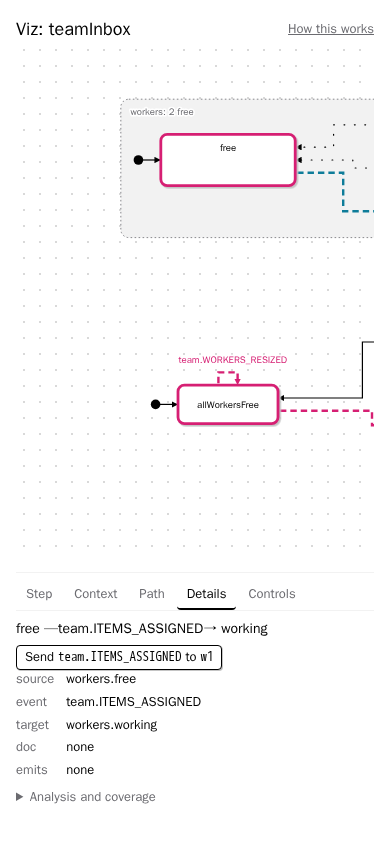 Viz: teamInbox
How this works
workers: 2 free
free
team.WORKERS_RESIZED
allWorkersFree
Step Context Path Details Controls
free —team.ITEMS_ASSIGNED→ working
Send team.ITEMS_ASSIGNED to w1
source workers.free
event team.ITEMS_ASSIGNED
target workers.working
doc none
emits none
▶ Analysis and coverage